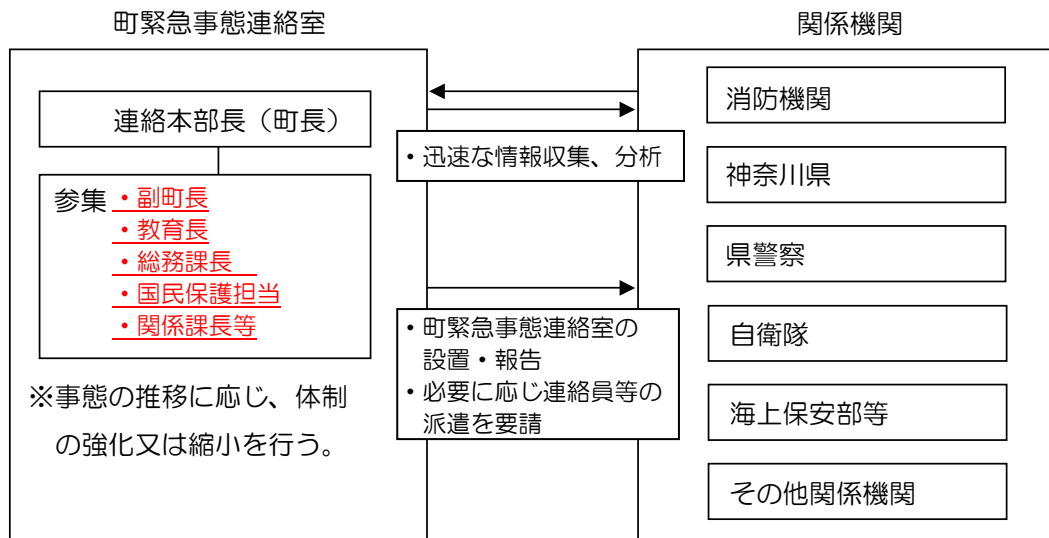 町緊急事態連絡室
連絡本部長（町長）
参集 ・副町長
・教育長
・総務課長
・国民保護担当
・関係課長等
※事態の推移に応じ、体制
の強化又は縮小を行う。
・迅速な情報収集、分析
・町緊急事態連絡室の
設置・報告
・必要に応じ連絡員等の
派遣を要請
関係機関
消防機関
神奈川県
県警察
自衛隊
海上保安部等
その他関係機関